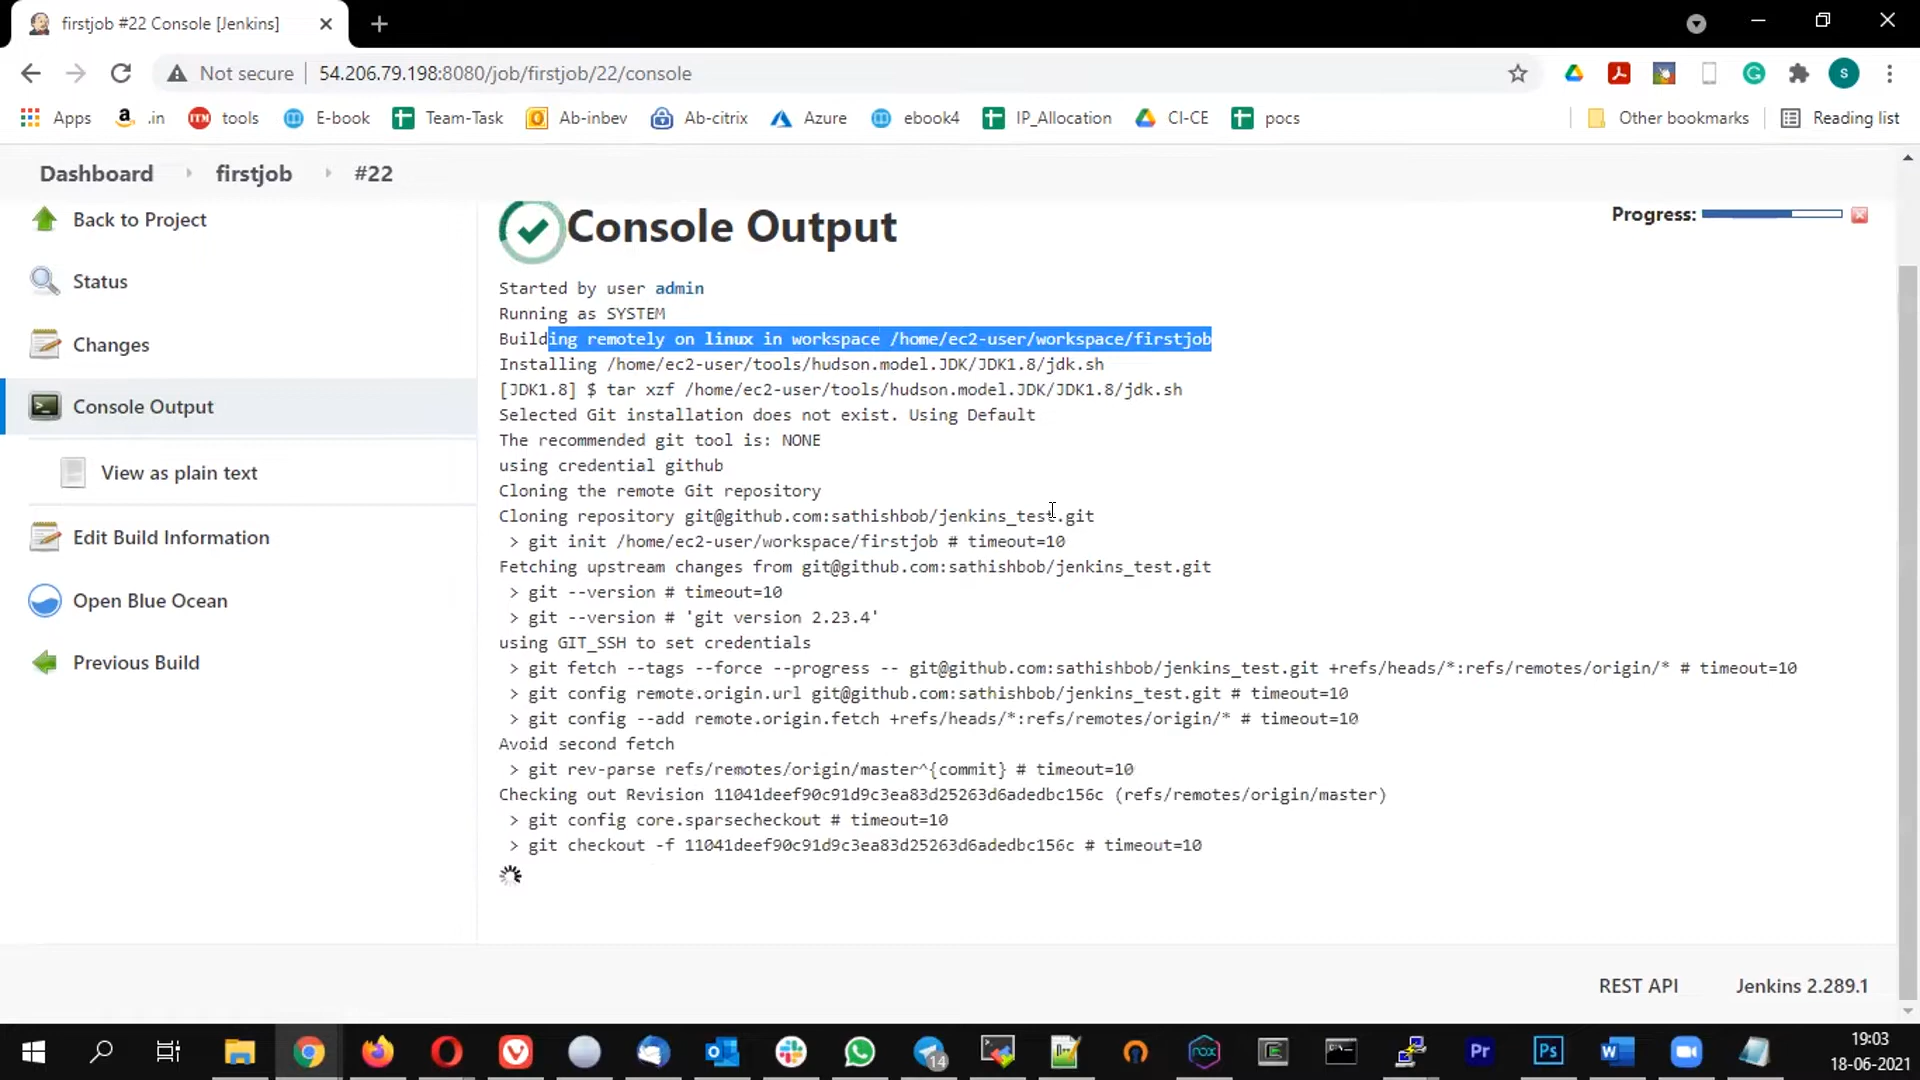 firstjob #22 Console [Jenkins]
Not secure 54.206.79.198:8080/job/firstjob/22/console
S
Apps .in ITM tools E-book Team-Task Ab-inbev Ab-citrix Azure ebook4 IP_Allocation CI-CE pocs Other bookmarks Reading list
Dashboard firstjob #22
Back to Project
Status
Changes
Console Output
View as plain text
Edit Build Information
Open Blue Ocean
Previous Build
Console Output
Progress:
Started by user admin
Running as SYSTEM
Building remotely on linux in workspace /home/ec2-user/workspace/firstjob
Installing /home/ec2-user/tools/hudson.model.JDK/JDK1.8/jdk.sh
[JDK1.8] $ tar xzf /home/ec2-user/tools/hudson.model.JDK/JDK1.8/jdk.sh
Selected Git installation does not exist. Using Default
The recommended git tool is: NONE
using credential github
Cloning the remote Git repository
Cloning repository git@github.com:sathishbob/jenkins_test.git
> git init /home/ec2-user/workspace/firstjob # timeout=10
Fetching upstream changes from git@github.com:sathishbob/jenkins_test.git
> git --version # timeout=10
> git --version # 'git version 2.23.4'
using GIT_SSH to set credentials
> git fetch --tags --force --progress -- git@github.com:sathishbob/jenkins_test.git +refs/heads/*:refs/remotes/origin/* # timeout=10
> git config remote.origin.url git@github.com:sathishbob/jenkins_test.git # timeout=10
> git config --add remote.origin.fetch +refs/heads/*:refs/remotes/origin/* # timeout=10
Avoid second fetch
> git rev-parse refs/remotes/origin/master^{commit} # timeout=10
Checking out Revision 11041deef90c91d9c3ea83d25263d6adedbc156c (refs/remotes/origin/master)
> git config core.sparsecheckout # timeout=10
> git checkout -f 11041deef90c91d9c3ea83d25263d6adedbc156c # timeout=10
REST API Jenkins 2.289.1
14
nox
Pr
Ps
W
19:03
18-06-2021